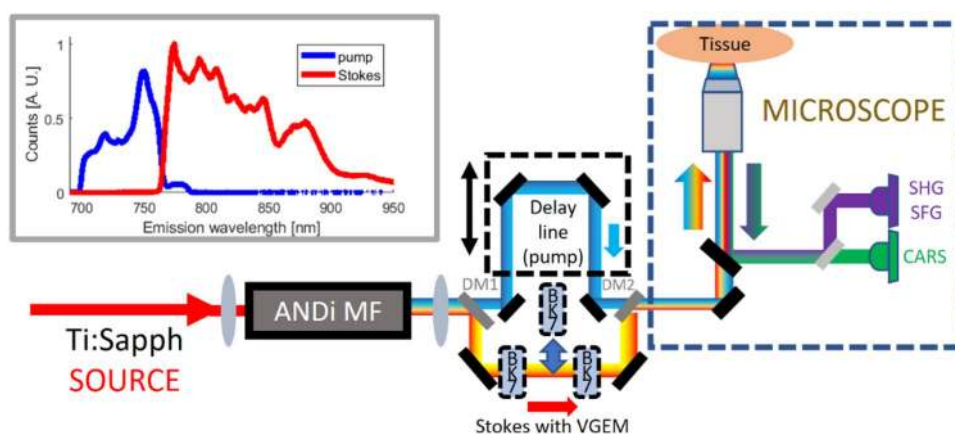 1
0.5
0
Counts [A. U.]
pump
Stokes
700 750 800 850 900 950
Emission wavelength [nm]
Tissue
MICROSCOPE
SHG
SFG
CARS
Delay
line
(pump)
DM1
DM2
ANDi MF
Ti:Sapph
SOURCE
BK7
BK7
BK7
Stokes with VGEM